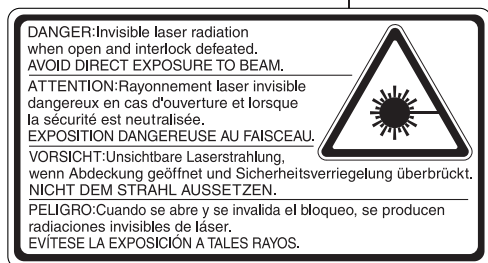 DANGER:Invisible laser radiation
when open and interlock defeated.
AVOID DIRECT EXPOSURE TO BEAM.
ATTENTION:Rayonnement laser invisible
dangereux en cas d'ouverture et lorsque
la sécurité est neutralisée.
EXPOSITION DANGEREUSE AU FAISCEAU.
VORSICHT:Unsichtbare Laserstrahlung,
wenn Abdeckung geöffnet und Sicherheitsverriegelung überbrückt.
NICHT DEM STRAHL AUSSETZEN.
PELIGRO:Cuando se abre y se invalida el bloqueo, se producen
radiaciones invisibles de láser.
EVÍTESE LA EXPOSICIÓN A TALES RAYOS.